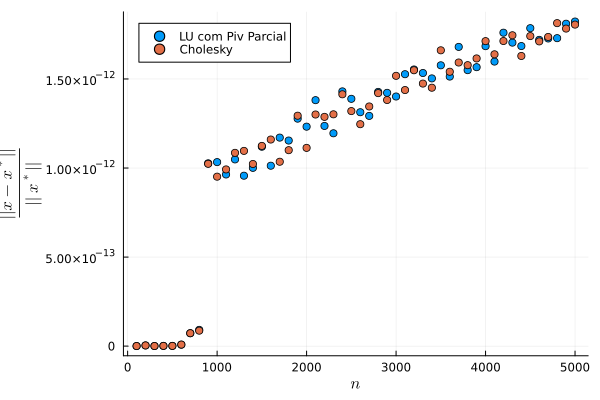 LU com Piv Parcial
Cholesky
1.50×10⁻¹²
1.00×10⁻¹²
5.00×10⁻¹³
0
1000 2000 3000 4000 5000
0
n
||x − x*||
||x*||